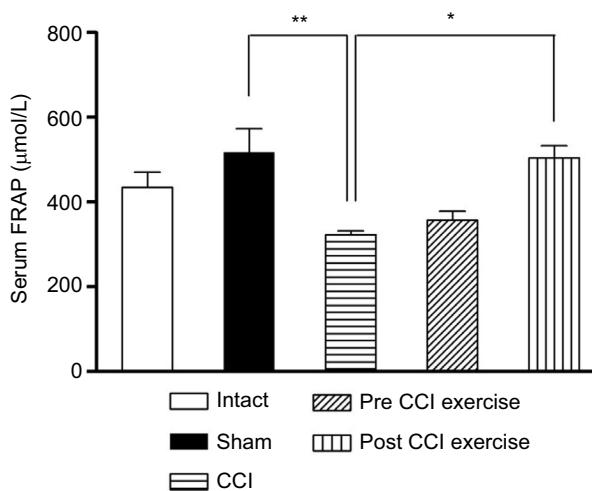 800
**
*
600
400
200
0
Serum FRAP (μmol/L)
Intact
Pre CCI exercise
Sham
Post CCI exercise
CCI